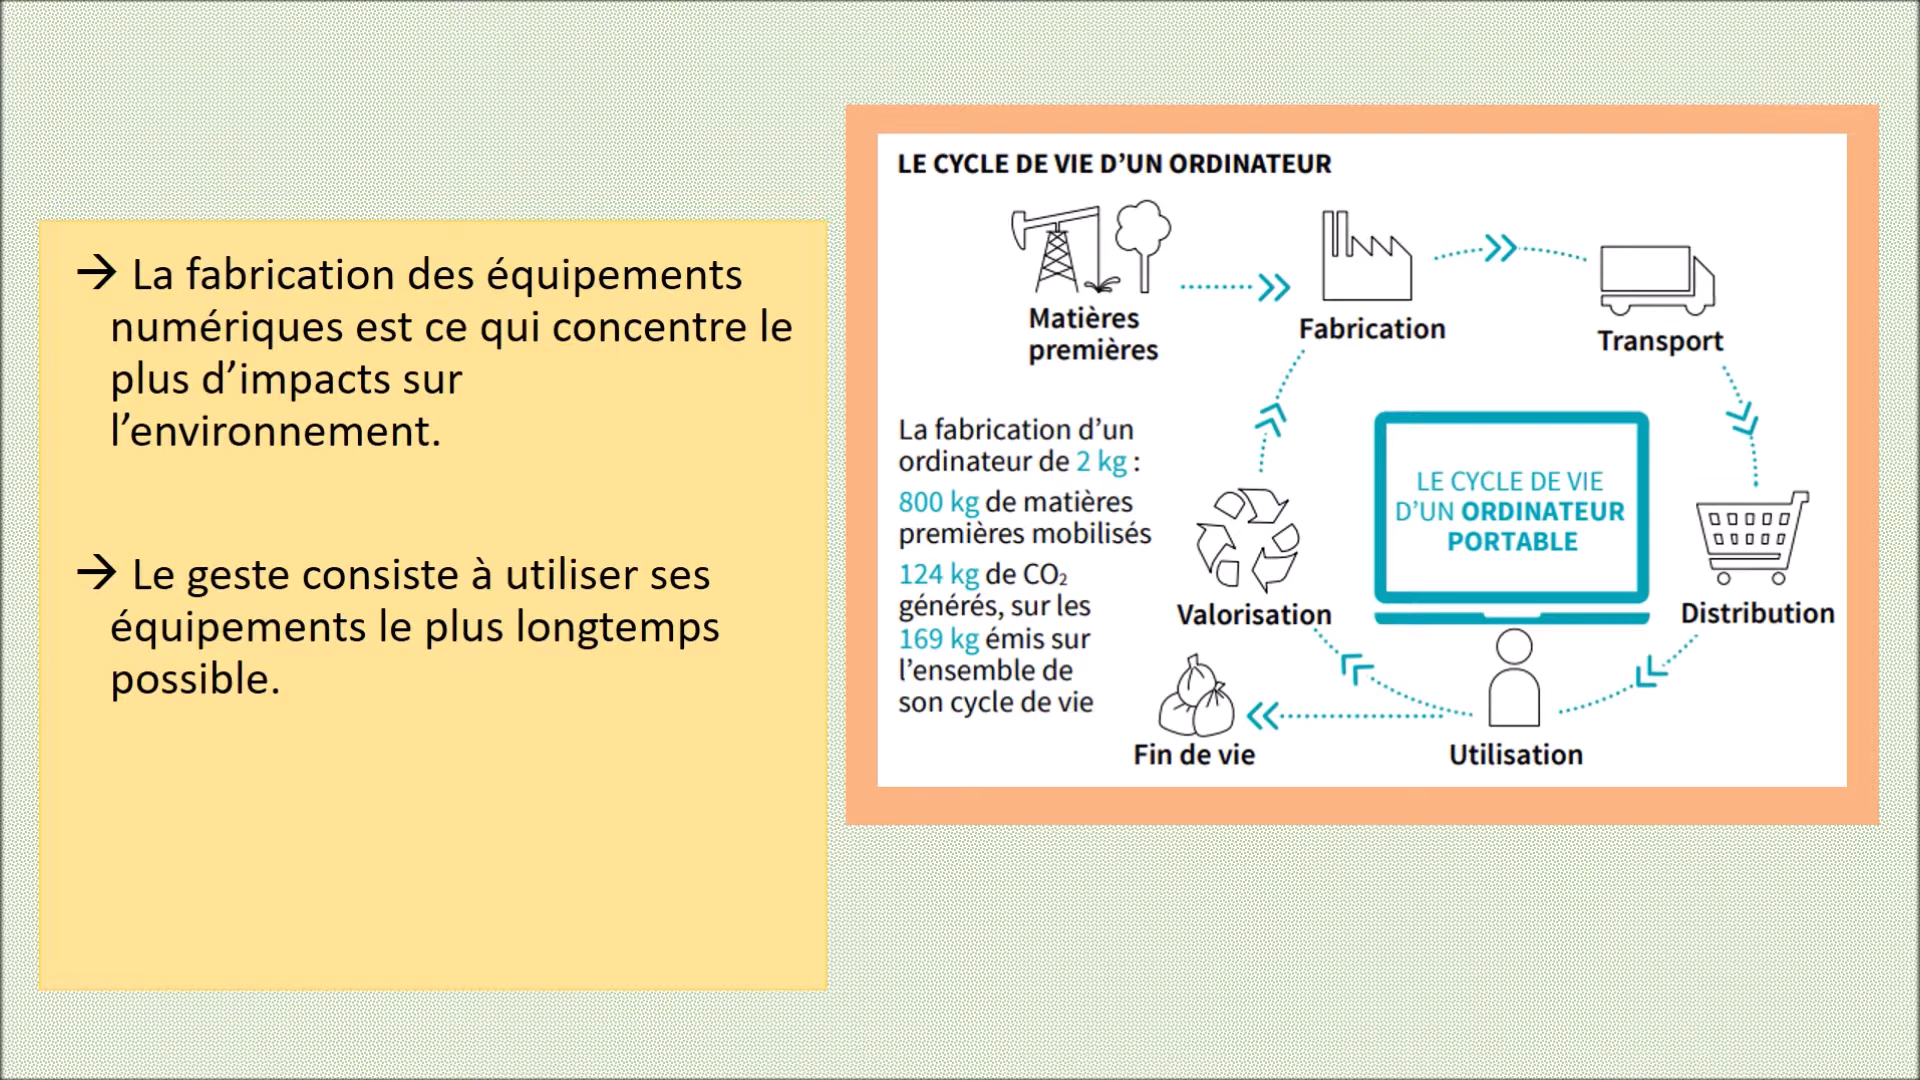 → La fabrication des équipements
numériques est ce qui concentre le
plus d’impacts sur
l’environnement.
→ Le geste consiste à utiliser ses
équipements le plus longtemps
possible.
LE CYCLE DE VIE D’UN ORDINATEUR
Matières
premières
Fabrication
Transport
La fabrication d’un
ordinateur de 2 kg :
800 kg de matières
premières mobilisés
124 kg de CO₂
générés, sur les
169 kg émis sur
l’ensemble de
son cycle de vie
LE CYCLE DE VIE
D’UN ORDINATEUR
PORTABLE
Valorisation
Distribution
Fin de vie
Utilisation